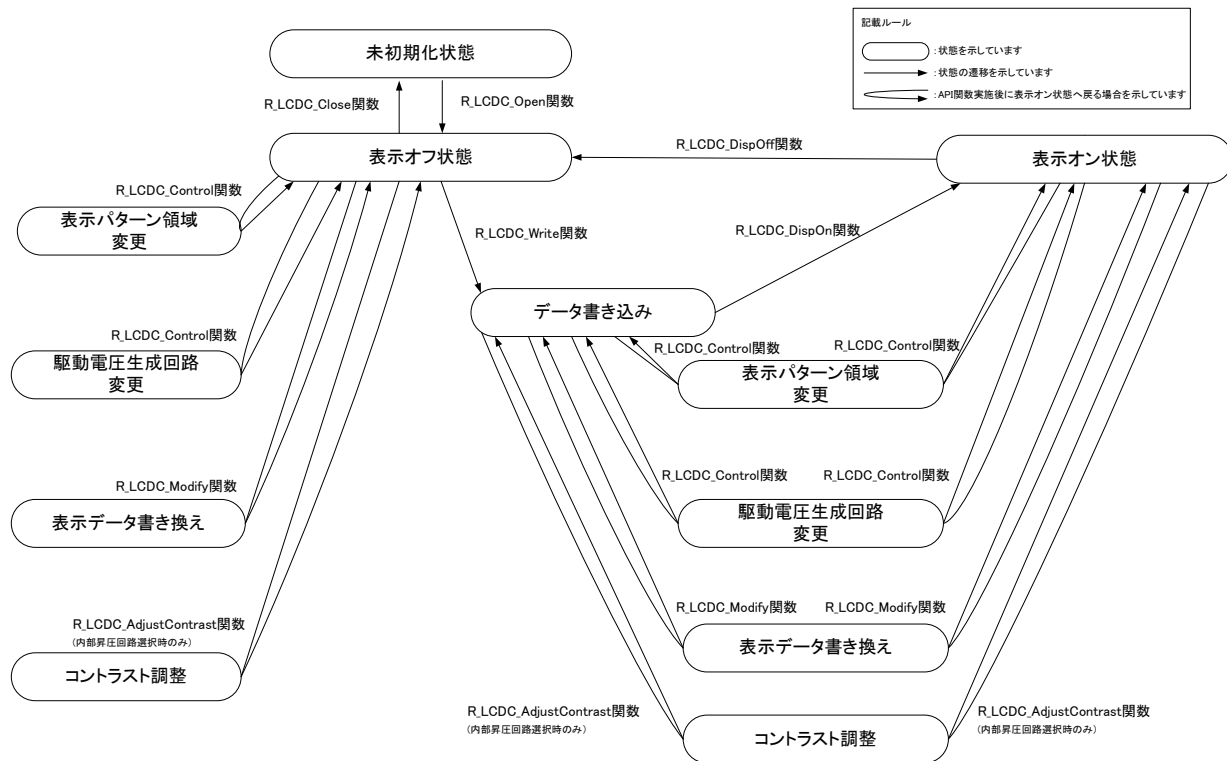 記載ルール
:状態を示しています
:状態の遷移を示しています
:API関数実施後に表示オン状態へ戻る場合を示しています
未初期化状態
R_LCDC_Close関数
R_LCDC_Open関数
表示オフ状態
R_LCDC_DispOff関数
表示オン状態
R_LCDC_Control関数
表示パターン領域
変更
R_LCDC_Write関数
R_LCDC_DispOn関数
データ書き込み
R_LCDC_Control関数
駆動電圧生成回路
変更
R_LCDC_Control関数
R_LCDC_Control関数
表示パターン領域
変更
R_LCDC_Modify関数
表示データ書き換え
R_LCDC_Control関数
R_LCDC_Control関数
駆動電圧生成回路
変更
R_LCDC_Modify関数
R_LCDC_Modify関数
表示データ書き換え
R_LCDC_AdjustContrast関数
(内部昇圧回路選択時のみ)
コントラスト調整
R_LCDC_AdjustContrast関数
(内部昇圧回路選択時のみ)
R_LCDC_AdjustContrast関数
(内部昇圧回路選択時のみ)
コントラスト調整